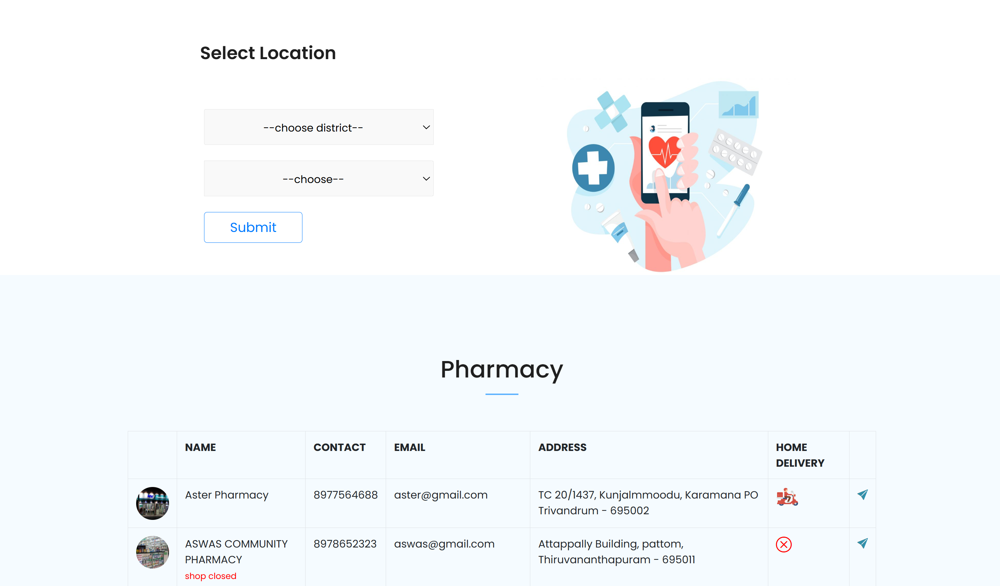 Select Location
--choose district--
--choose--
Submit
Pharmacy
NAME CONTACT EMAIL ADDRESS HOME
DELIVERY
Aster Pharmacy 8977564688 aster@gmail.com TC 20/1437, Kunjalmmoodu, Karamana PO
Trivandrum - 695002
ASWAS COMMUNITY 8978652323 aswas@gmail.com Attappally Building, pattom,
PHARMACY Thiruvananthapuram - 695011
shop closed